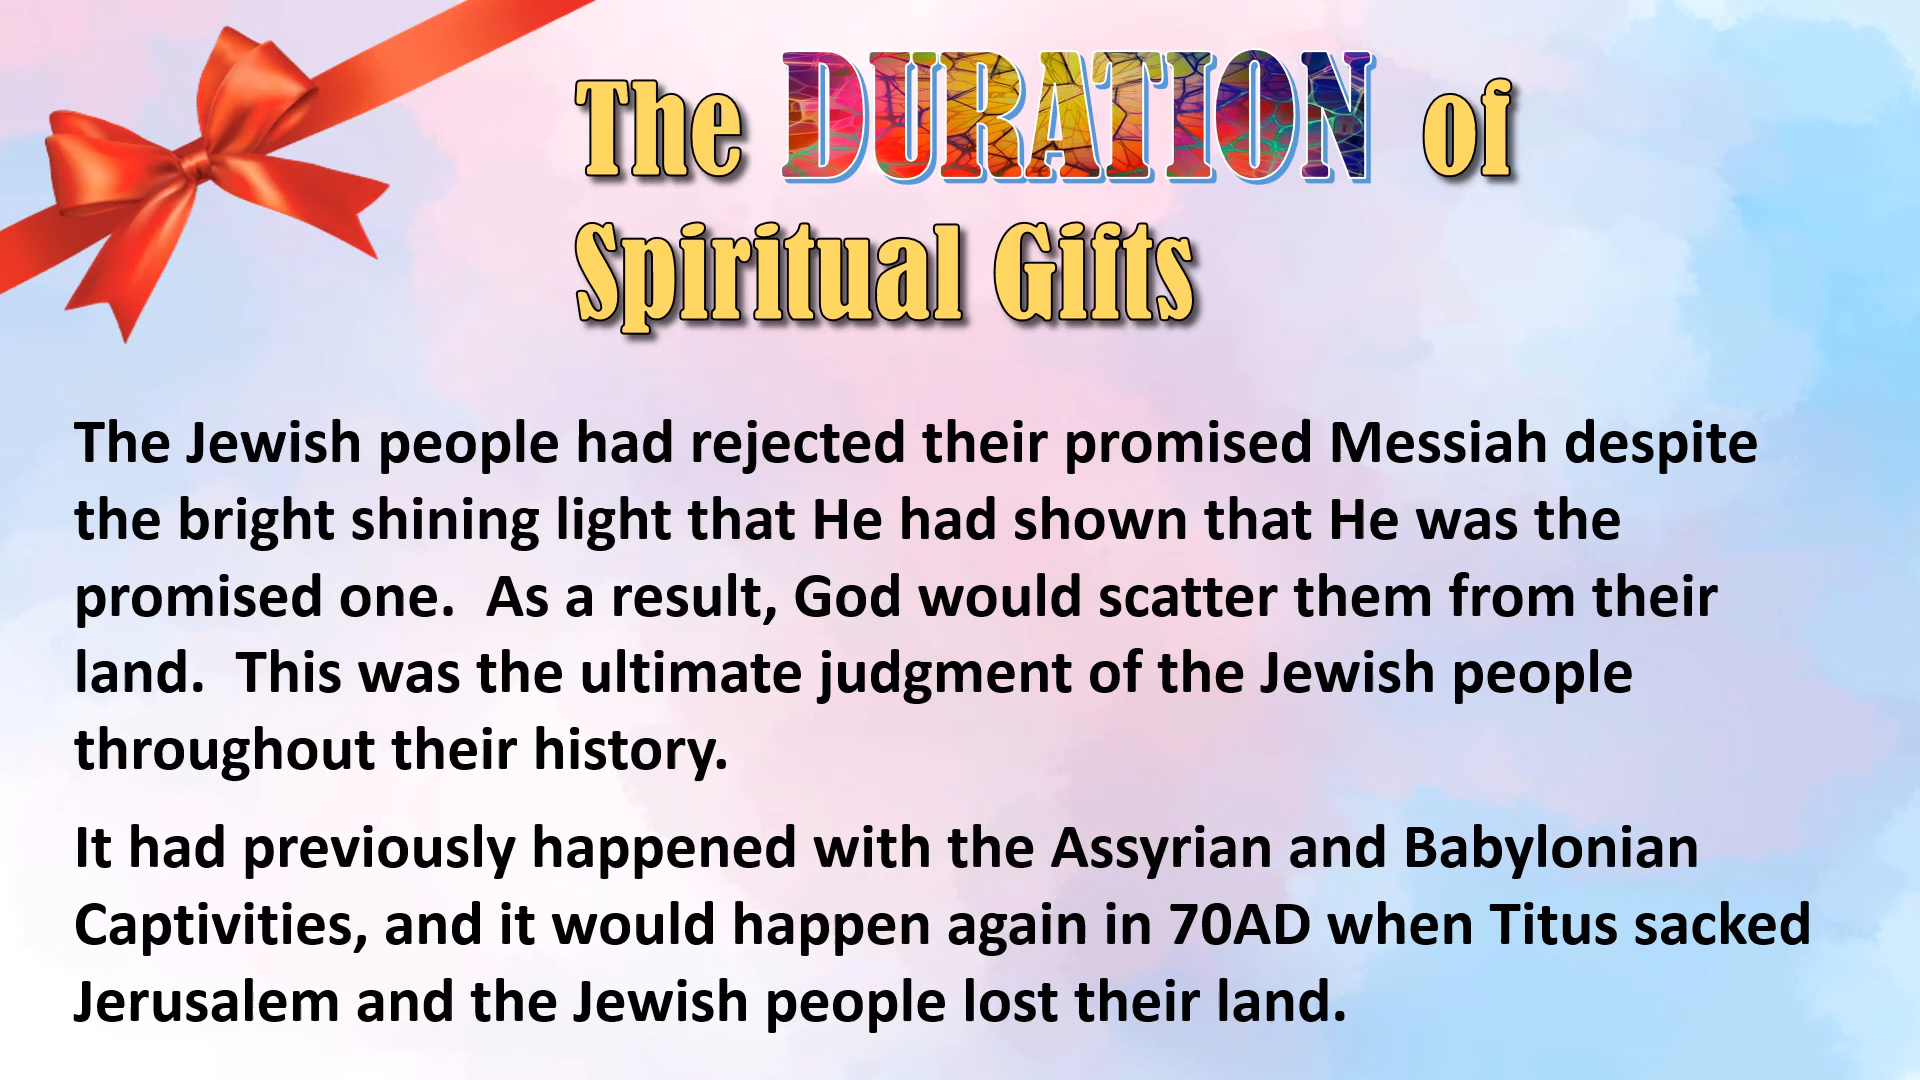 The DURATION of
Spiritual Gifts
The Jewish people had rejected their promised Messiah despite
the bright shining light that He had shown that He was the
promised one.  As a result, God would scatter them from their
land.  This was the ultimate judgment of the Jewish people
throughout their history.
It had previously happened with the Assyrian and Babylonian
Captivities, and it would happen again in 70AD when Titus sacked
Jerusalem and the Jewish people lost their land.